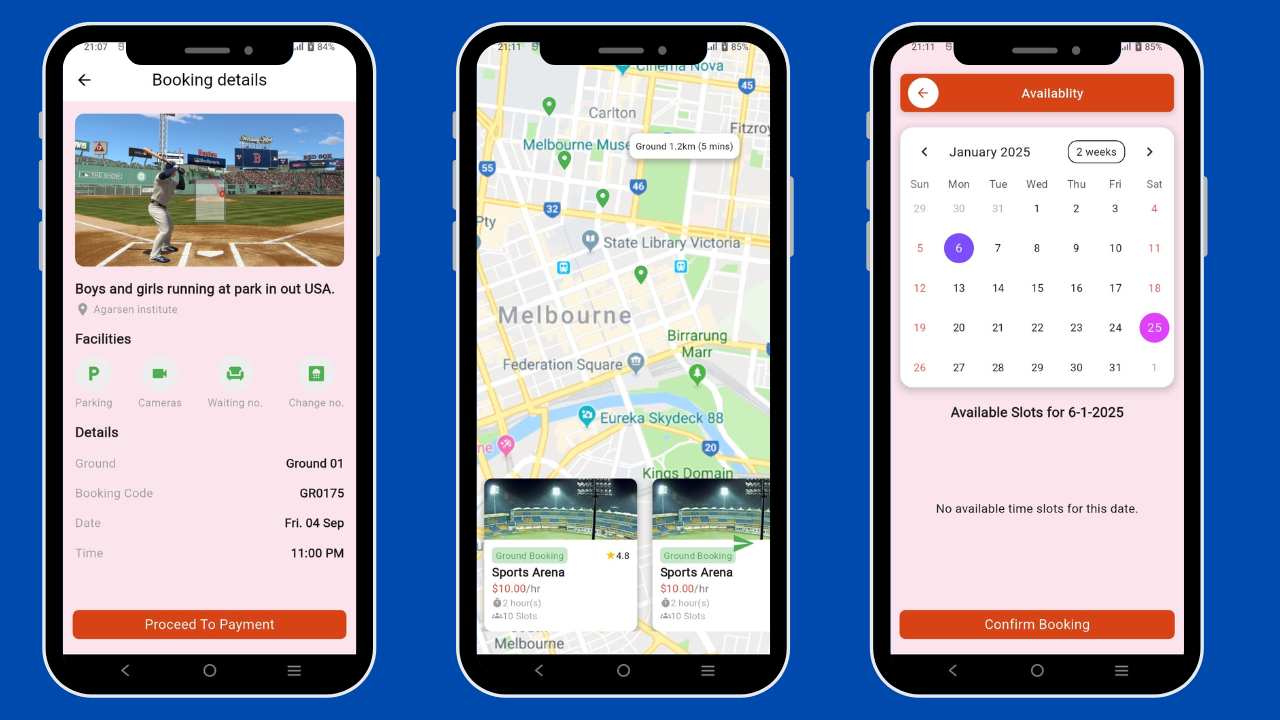 21:07
84%
Booking details
Boys and girls running at park in out USA.
Agarsen institute
Facilities
Parking
Cameras
Waiting no.
Change no.
Details
Ground
Ground 01
Booking Code
GR0175
Date
Fri. 04 Sep
Time
11:00 PM
Proceed To Payment
21:11
85%
Cinema Nova
45
Carlton
Fitzroy
Melbourne Muse
Ground 1.2km (5 mins)
55
46
32
Pty
State Library Victoria
Melbourne
Birrarung
Marr
Federation Square
Eureka Skydeck 88
ne
20
Kings Domain
Ground Booking
4.8
Sports Arena
$10.00/hr
2 hour(s)
10 Slots
Ground Booking
Sports Arena
$10.00/hr
2 hour(s)
10 Slots
Melbourne
21:11
85%
Availablity
January 2025
2 weeks
Sun Mon Tue Wed Thu Fri Sat
29 30 31 1 2 3 4
5 6 7 8 9 10 11
12 13 14 15 16 17 18
19 20 21 22 23 24 25
26 27 28 29 30 31 1
Available Slots for 6-1-2025
No available time slots for this date.
Confirm Booking